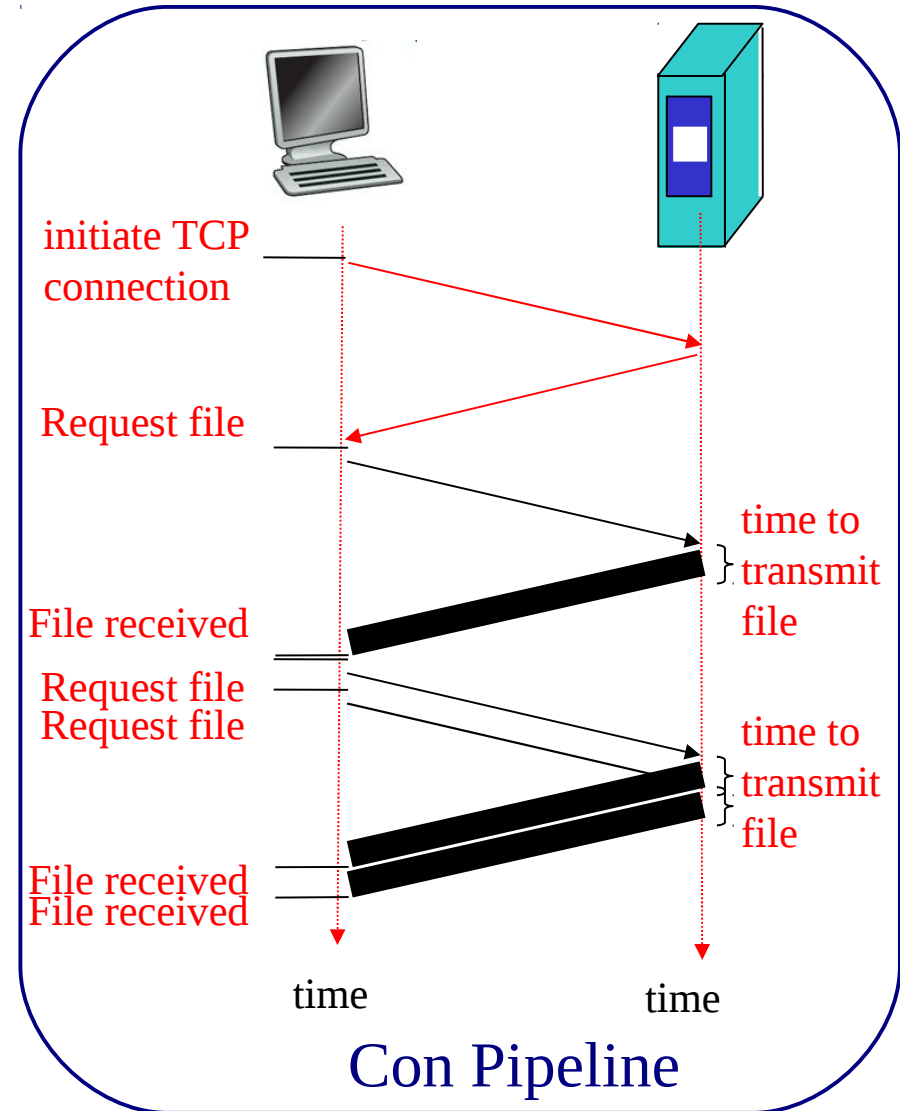 initiate TCP
connection
Request file
time to
transmit
file
File received
Request file
Request file
time to
transmit
file
File received
File received
time
time
Con Pipeline